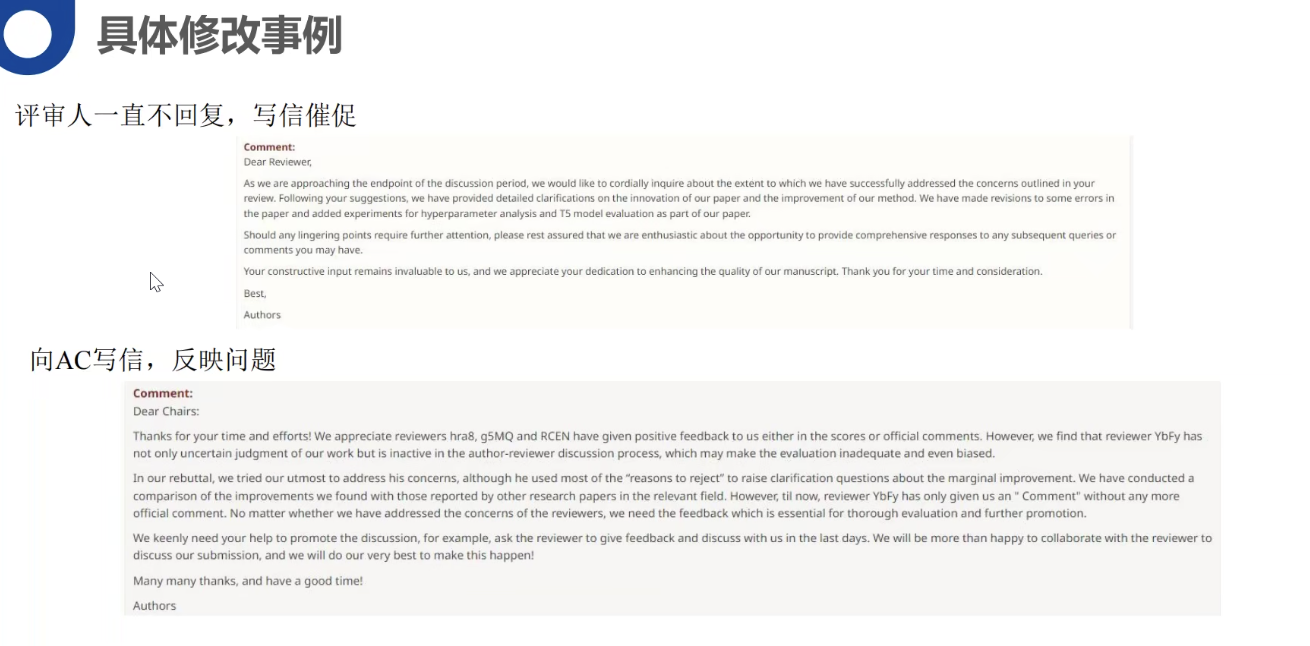 具体修改事例
评审人一直不回复，写信催促
Comment:
Dear Reviewer,
As we are approaching the endpoint of the discussion period, we would like to cordially inquire about the extent to which we have successfully addressed the concerns outlined in your
review. Following your suggestions, we have provided detailed clarifications on the innovation of our paper and the improvement of our method. We have made revisions to some errors in
the paper and added experiments for hyperparameter analysis and T5 model evaluation as part of our paper.
Should any lingering points require further attention, please rest assured that we are enthusiastic about the opportunity to provide comprehensive responses to any subsequent queries or
comments you may have.
Your constructive input remains invaluable to us, and we appreciate your dedication to enhancing the quality of our manuscript. Thank you for your time and consideration.
Best,
Authors
向AC写信，反映问题
Comment:
Dear Chairs:
Thanks for your time and efforts! We appreciate reviewers hra8, g5MQ and RCEN have given positive feedback to us either in the scores or official comments. However, we find that reviewer YbFy has
not only uncertain judgment of our work but is inactive in the author-reviewer discussion process, which may make the evaluation inadequate and even biased.
In our rebuttal, we tried our utmost to address his concerns, although he used most of the “reasons to reject” to raise clarification questions about the marginal improvement. We have conducted a
comparison of the improvements we found with those reported by other research papers in the relevant field. However, til now, reviewer YbFy has only given us an " Comment" without any more
official comment. No matter whether we have addressed the concerns of the reviewers, we need the feedback which is essential for thorough evaluation and further promotion.
We keenly need your help to promote the discussion, for example, ask the reviewer to give feedback and discuss with us in the last days. We will be more than happy to collaborate with the reviewer to
discuss our submission, and we will do our very best to make this happen!
Many many thanks, and have a good time!
Authors